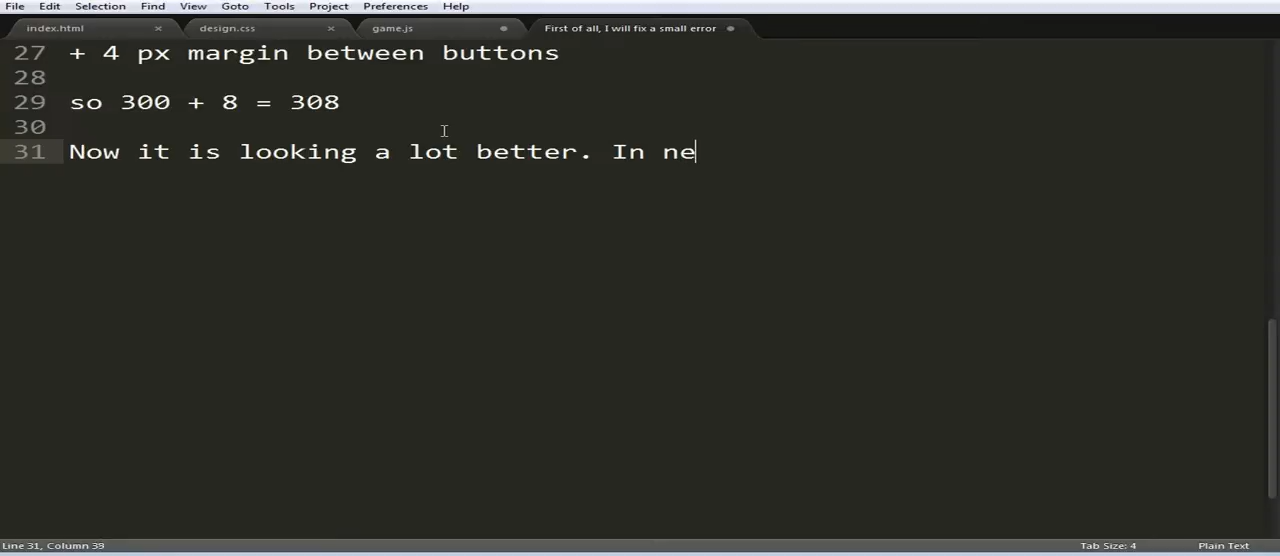 File Edit Selection Find View Goto Tools Project Preferences Help
index.html × design.css × game.js First of all, I will fix a small error
27 + 4 px margin between buttons
28
29 so 300 + 8 = 308
30
31 Now it is looking a lot better. In ne
Line 31, Column 39 Tab Size: 4 Plain Text